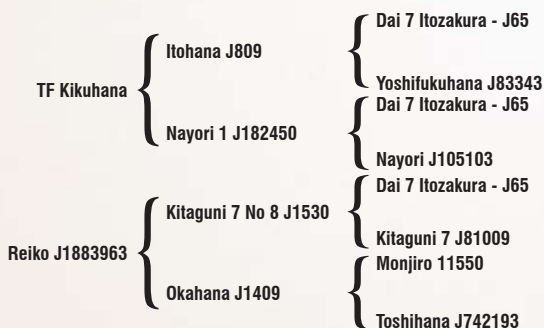 Dai 7 Itozakura - J65
Itohana J809
Yoshifukuhana J83343
TF Kikuhana
Dai 7 Itozakura - J65
Nayori 1 J182450
Nayori J105103
Dai 7 Itozakura - J65
Kitaguni 7 No 8 J1530
Kitaguni 7 J81009
Reiko J1883963
Monjiro 11550
Okahana J1409
Toshihana J742193